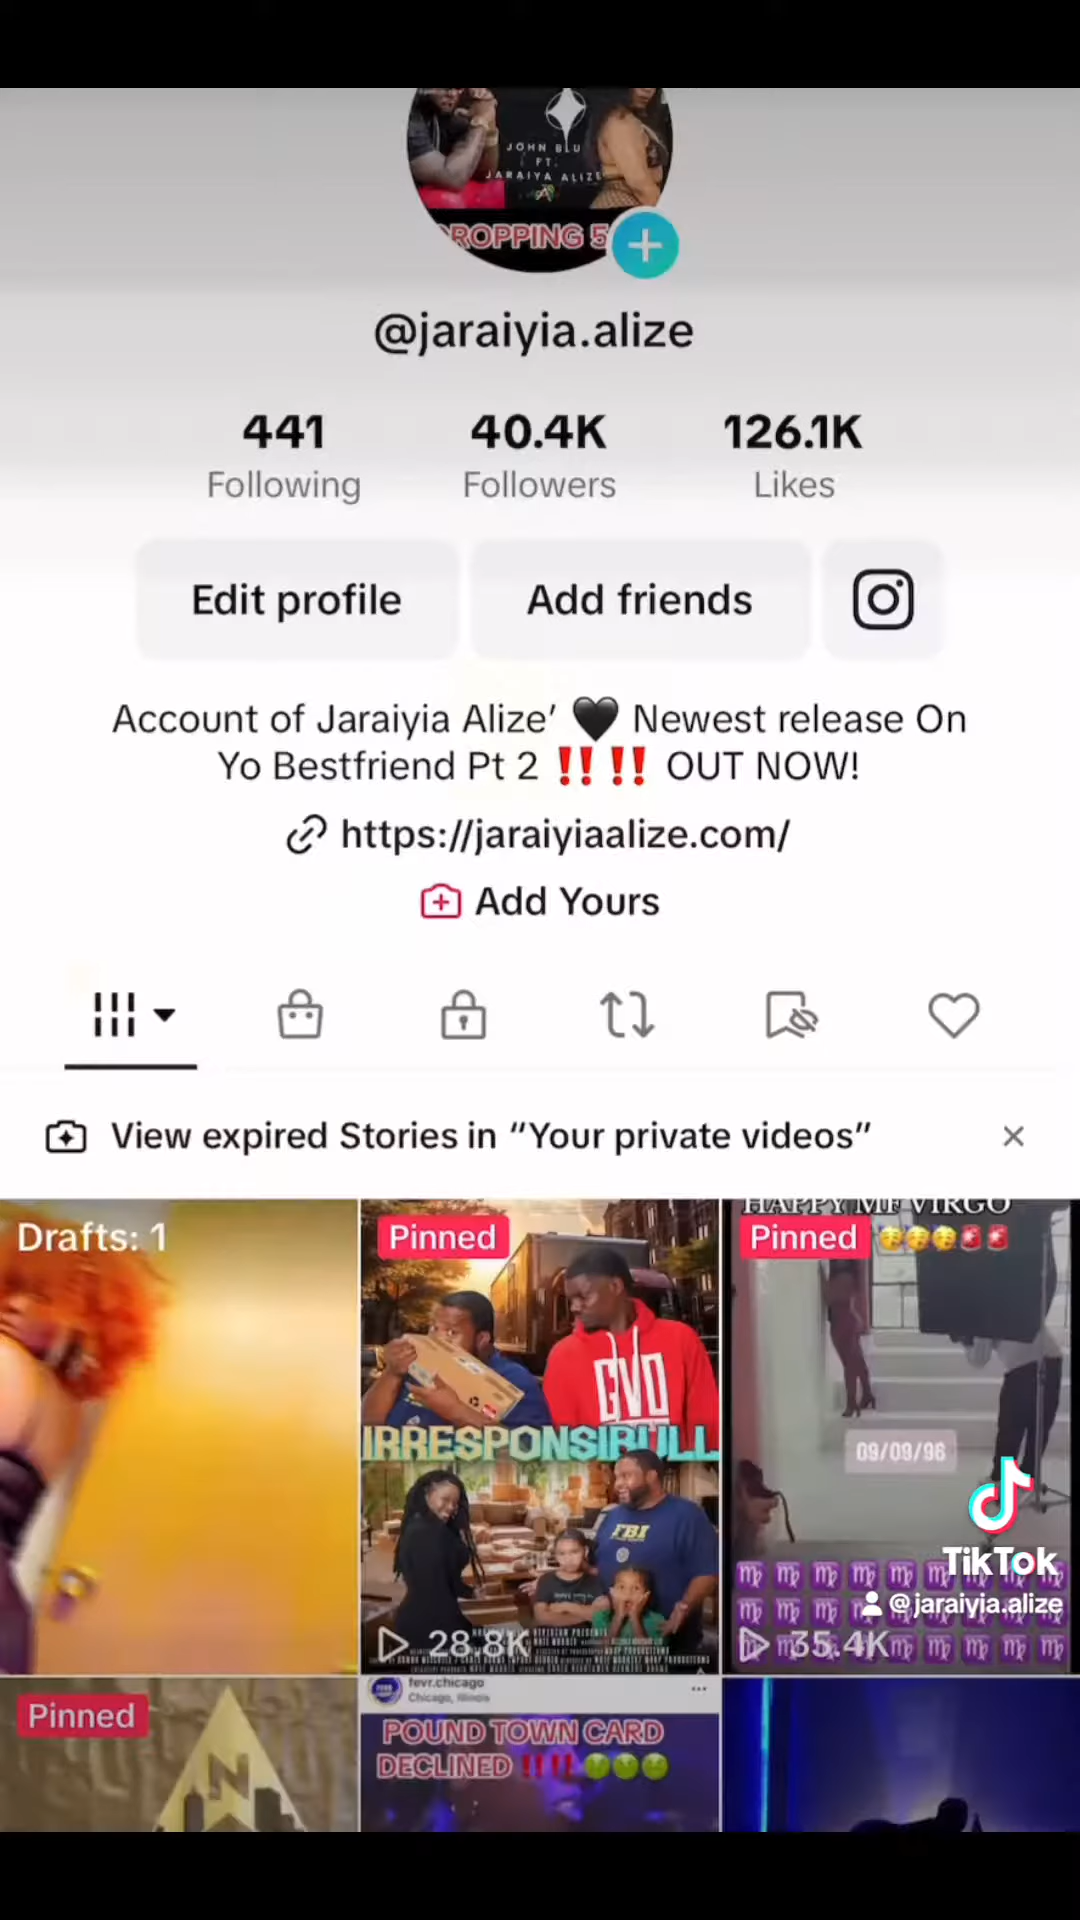 JOHN BLU
FT.
JARAIYA ALIZE
ROPPING 5
@jaraiyia.alize
441 40.4K 126.1K
Following Followers Likes
Edit profile Add friends
Account of Jaraiyia Alize’ 🖤 Newest release On
Yo Bestfriend Pt 2 ‼️‼️ OUT NOW!
https://jaraiyiaalize.com/
Add Yours
View expired Stories in “Your private videos”
Drafts: 1
Pinned
GVO
IRRESPONSIBULL
FBI
28.8K
HAPPY MF VIRGO
Pinned 🥳🥳🥳🚨🚨
09/09/96
TikTok
@jaraiyia.alize
35.4K
Pinned
N
fevr.chicago
Chicago, Illinois
POUND TOWN CARD
DECLINED ‼️‼️🤢🤢🤢